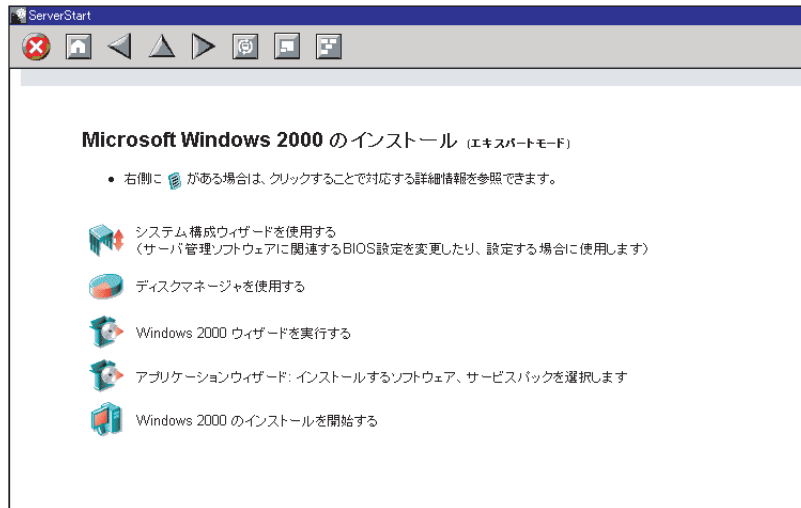 ServerStart
Microsoft Windows 2000 のインストール (エキスパートモード)
• 右側に がある場合は、クリックすることで対応する詳細情報を参照できます。
システム構成ウィザードを使用する
(サーバ管理ソフトウェアに関連するBIOS設定を変更したり、設定する場合に使用します)
ディスクマネージャを使用する
Windows 2000 ウィザードを実行する
アプリケーションウィザード: インストールするソフトウェア、サービスパックを選択します
Windows 2000 のインストールを開始する